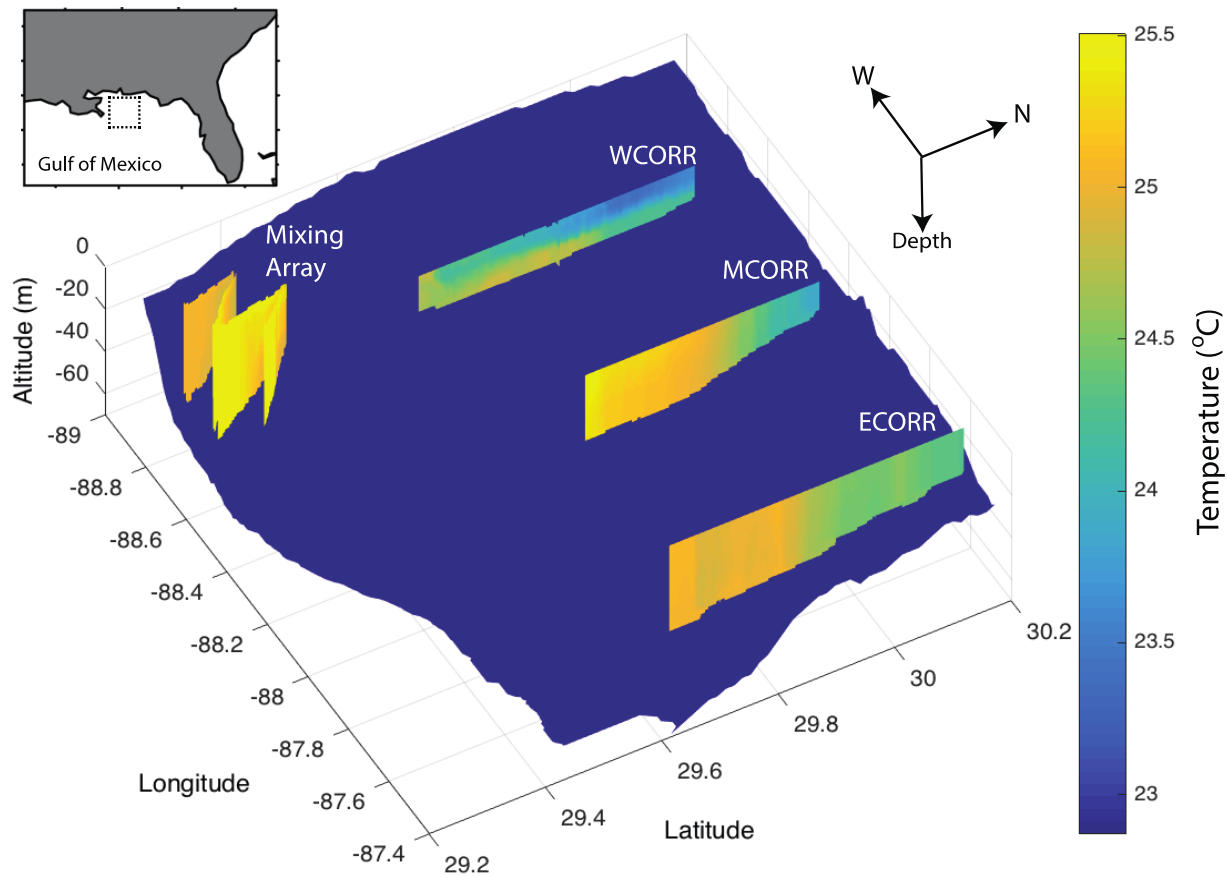 Gulf of Mexico
W
N
Depth
WCORR
MCORR
ECORR
Mixing
Array
0
-20
-40
-60
Altitude (m)
-89
-88.8
-88.6
-88.4
-88.2
-88
-87.8
-87.6
-87.4
Longitude
29.2
29.4
29.6
29.8
30
30.2
Latitude
25.5
25
24.5
24
23.5
23
Temperature (°C)